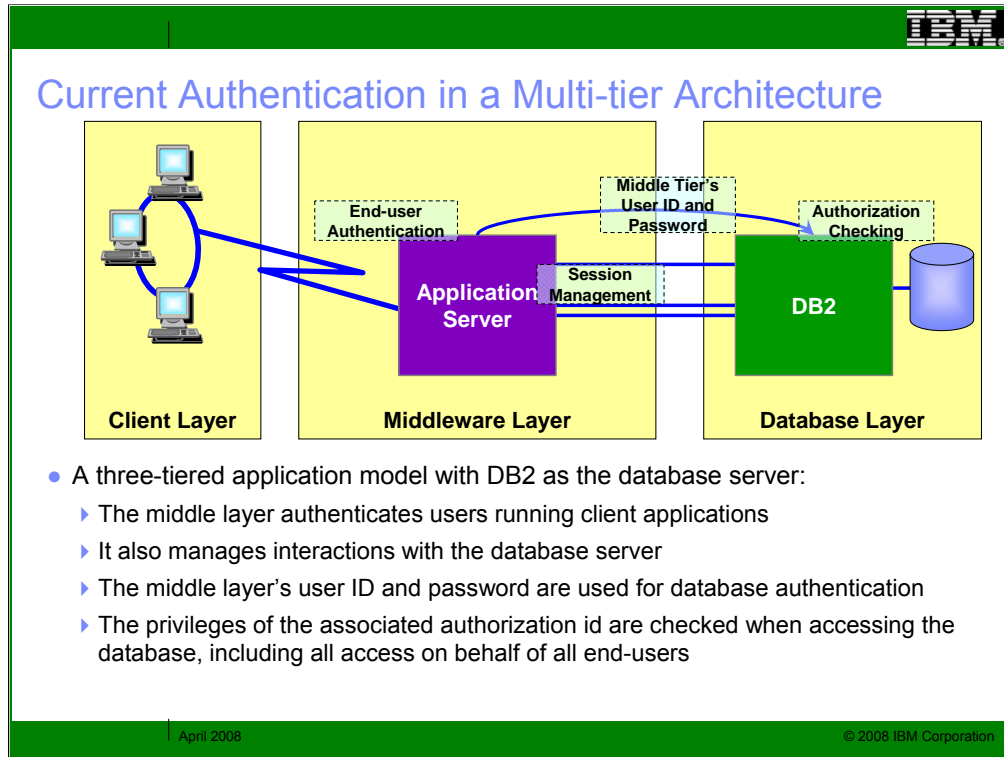 IBM
Current Authentication in a Multi-tier Architecture
End-user
Authentication
Middle Tier's
User ID and
Password
Authorization
Checking
Application
Server
Session
Management
DB2
Client Layer
Middleware Layer
Database Layer
A three-tiered application model with DB2 as the database server:
The middle layer authenticates users running client applications
It also manages interactions with the database server
The middle layer's user ID and password are used for database authentication
The privileges of the associated authorization id are checked when accessing the
database, including all access on behalf of all end-users
April 2008
© 2008 IBM Corporation